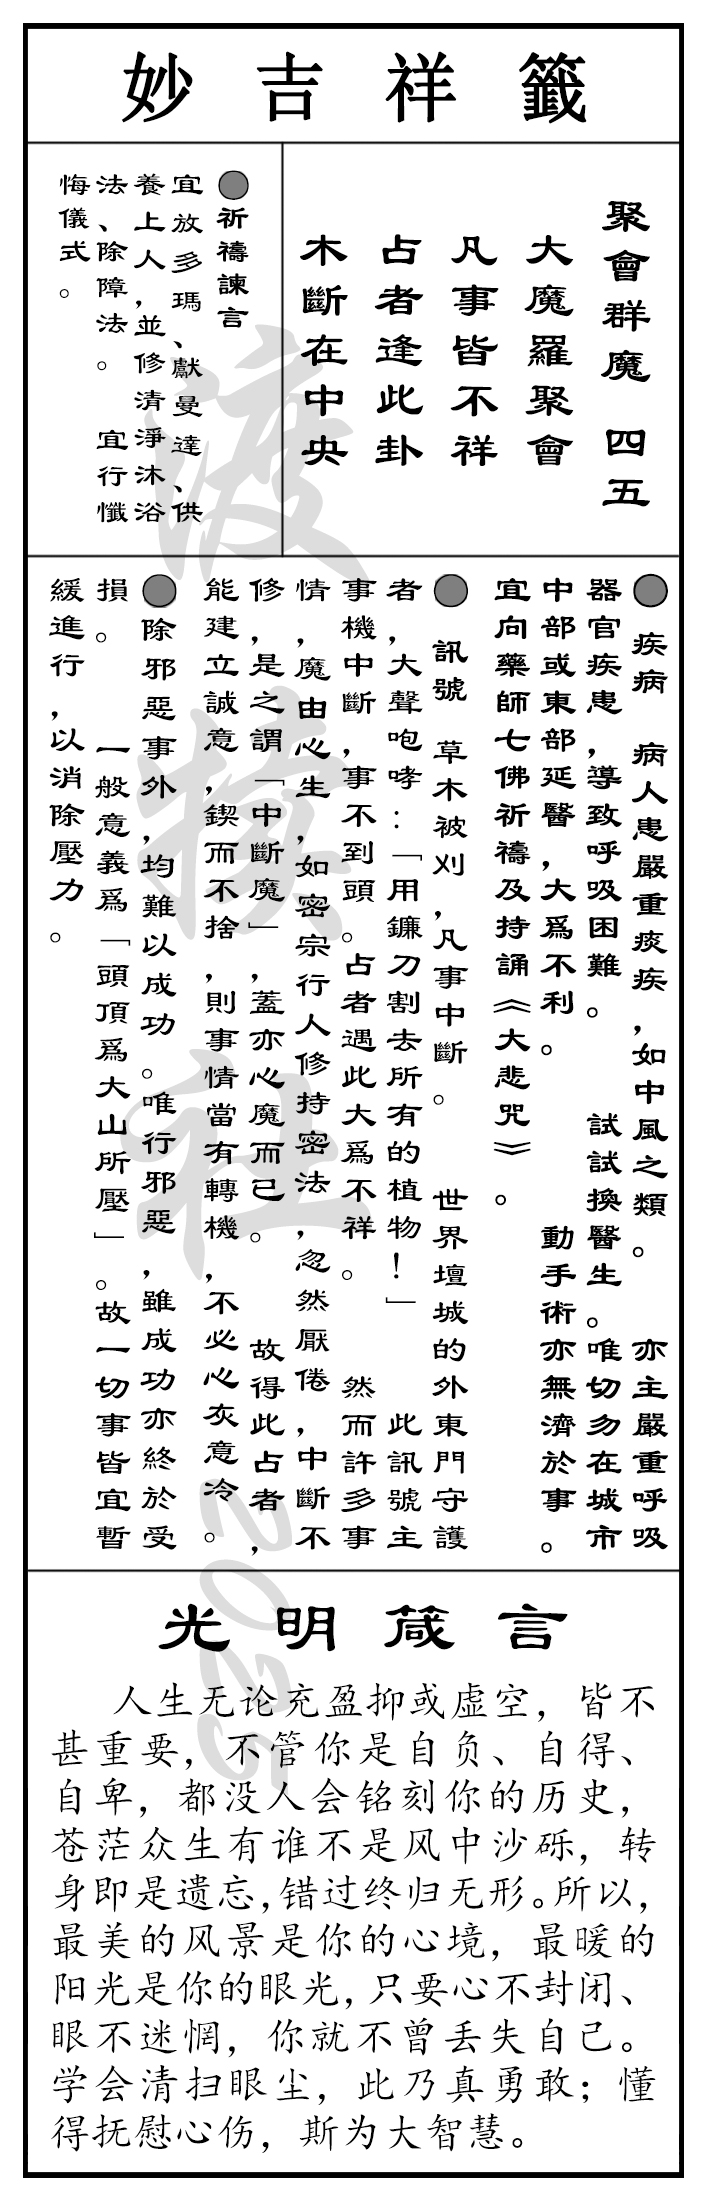 妙吉祥籤
聚會群魔 四五
大魔羅聚會
凡事皆不祥
占者逢此卦
木斷在中央
●祈禱諫言
宜放多瑪、獻曼達、供
養上人，並修清淨沐浴
法、除障法。 宜行懺
悔儀式。
● 疾病 病人患嚴重痰疾，如中風之類。 亦主嚴重呼吸
器官疾患，導致呼吸困難。 試試換醫生。唯切勿在城市
中部或東部延醫，大爲不利。 動手術亦無濟於事。
宜向藥師七佛祈禱及持誦《大悲咒》。
● 訊號 草木被刈，凡事中斷。 世界壇城的外東門守護
者，大聲咆哮：「用鐮刀割去所有的植物！」 此訊號主
事機中斷，事不到頭。占者遇此大爲不祥。 然而許多事
情，魔由心生，如密宗行人修持密法，忽然厭倦，中斷不
修，是之謂「中斷魔」，蓋亦心魔而已。 故得此占者，
能建立誠意，鍥而不捨，則事情當有轉機，不必心灰意冷。
●除邪惡事外，均難以成功。唯行邪惡，雖成功亦終於受
損。 一般意義爲「頭頂爲大山所壓」。故一切事皆宜暫
緩進行，以消除壓力。
光明箴言
人生无论充盈抑或虚空，皆不
甚重要，不管你是自负、自得、
自卑，都没人会铭刻你的历史，
苍茫众生有谁不是风中沙砾，转
身即是遗忘，错过终归无形。所以，
最美的风景是你的心境，最暖的
阳光是你的眼光，只要心不封闭、
眼不迷惘，你就不曾丢失自己。
学会清扫眼尘，此乃真勇敢；懂
得抚慰心伤，斯为大智慧。